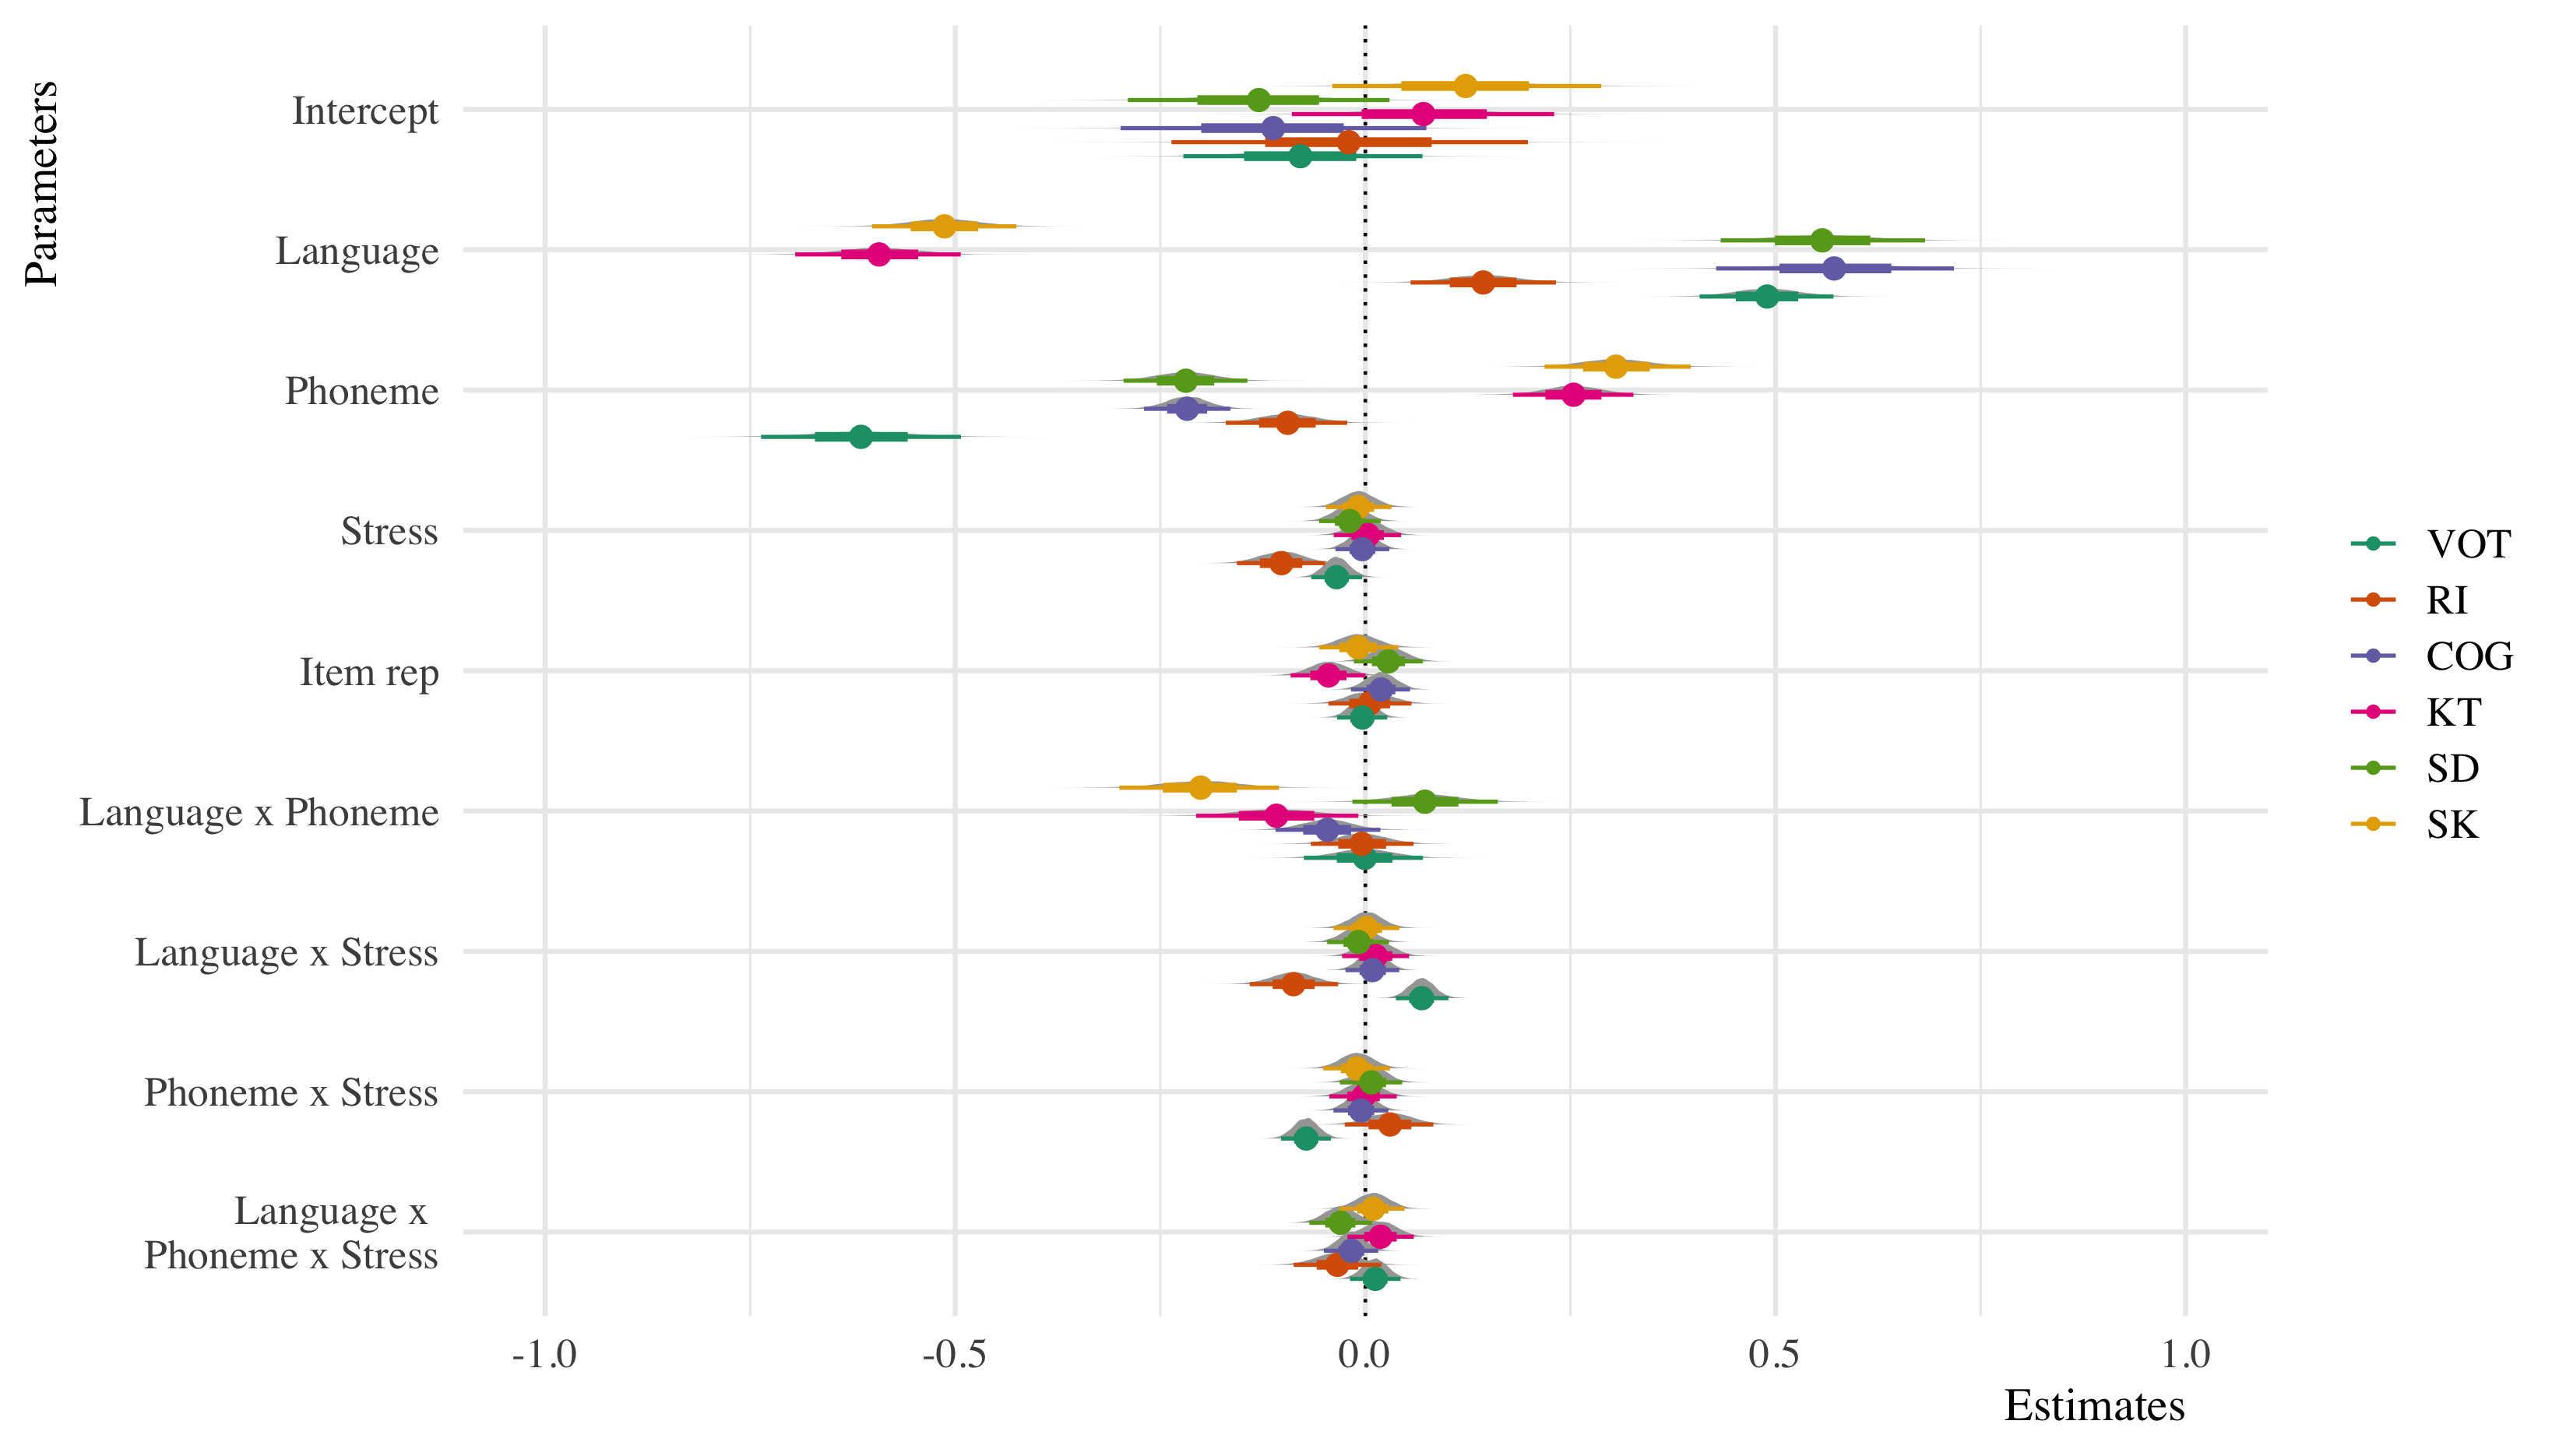 Parameters
Intercept
Language
Phoneme
Stress
Item rep
Language x Phoneme
Language x Stress
Phoneme x Stress
Language x
Phoneme x Stress
-1.0
-0.5
0.0
0.5
1.0
Estimates
VOT
RI
COG
KT
SD
SK